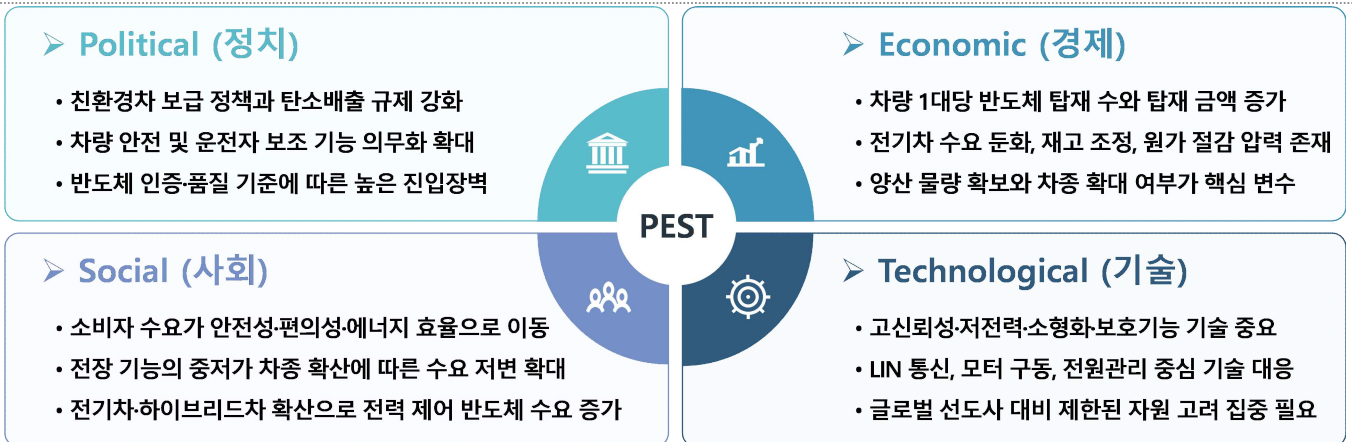 ➢ Political (정치)
• 친환경차 보급 정책과 탄소배출 규제 강화
• 차량 안전 및 운전자 보조 기능 의무화 확대
• 반도체 인증·품질 기준에 따른 높은 진입장벽
➢ Economic (경제)
• 차량 1대당 반도체 탑재 수와 탑재 금액 증가
• 전기차 수요 둔화, 재고 조정, 원가 절감 압력 존재
• 양산 물량 확보와 차종 확대 여부가 핵심 변수
PEST
➢ Social (사회)
• 소비자 수요가 안전성·편의성·에너지 효율으로 이동
• 전장 기능의 중저가 차종 확산에 따른 수요 저변 확대
• 전기차·하이브리드차 확산으로 전력 제어 반도체 수요 증가
➢ Technological (기술)
• 고신뢰성·저전력·소형화·보호기능 기술 중요
• LIN 통신, 모터 구동, 전원관리 중심 기술 대응
• 글로벌 선도사 대비 제한된 자원 고려 집중 필요